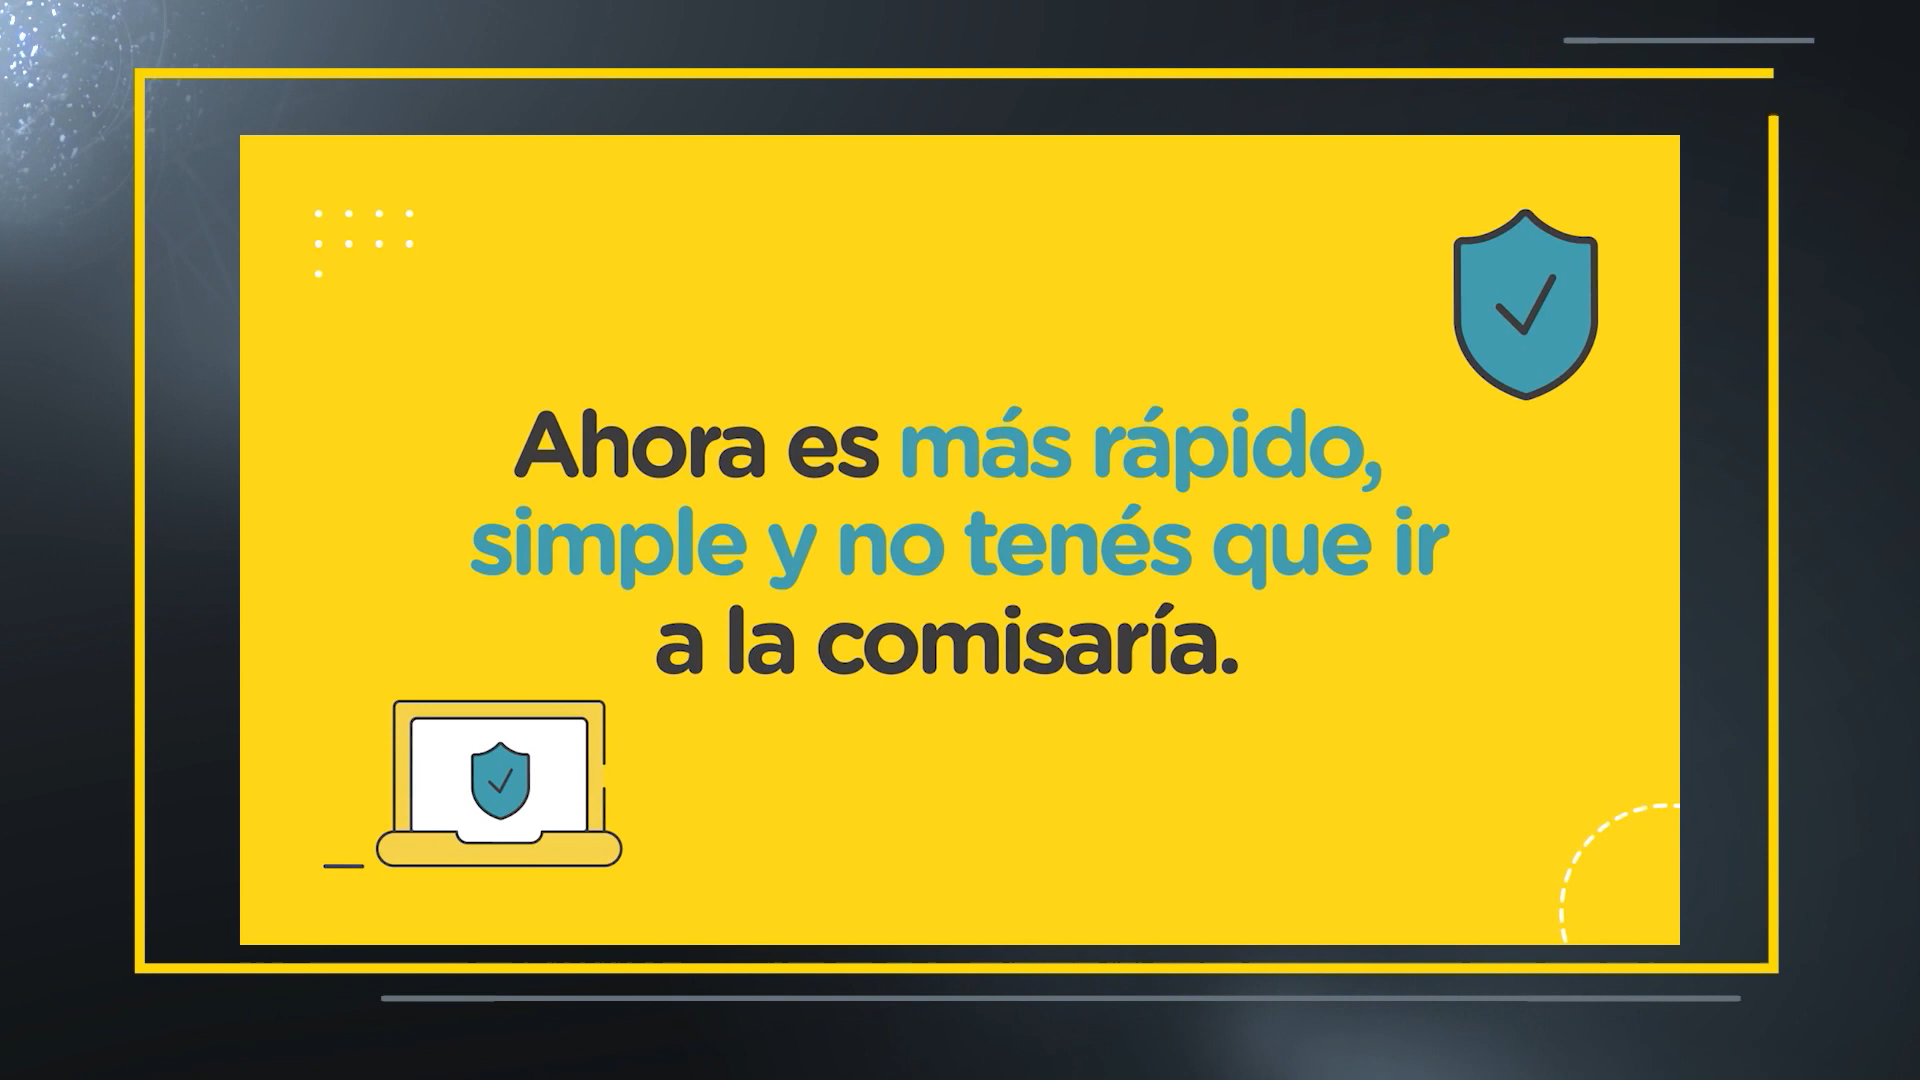 Ahora es más rápido,
simple y no tenés que ir
a la comisaría.